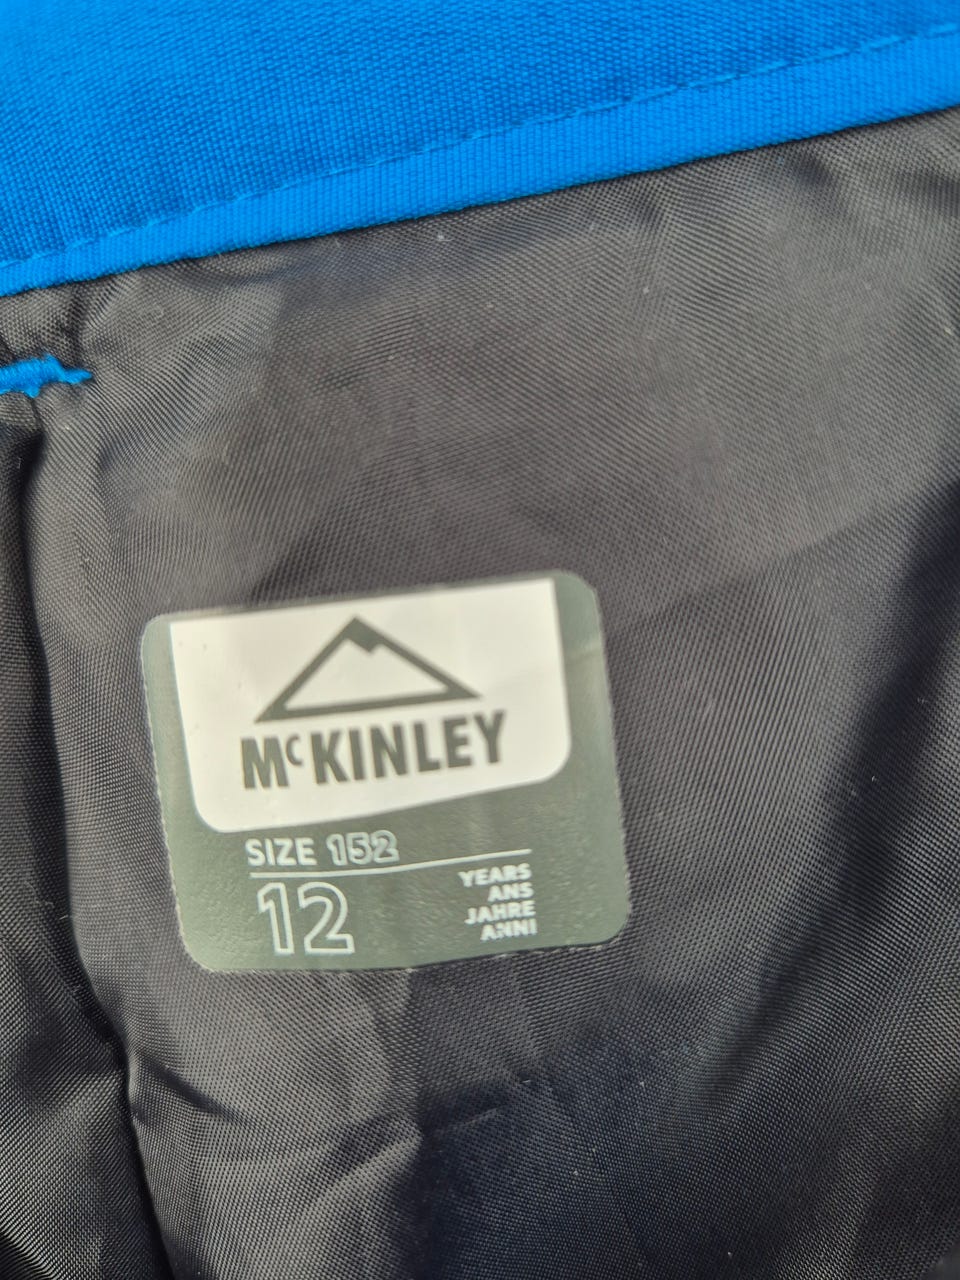 McKINLEY
SIZE 152
12
YEARS
ANS
JAHRE
ANNI